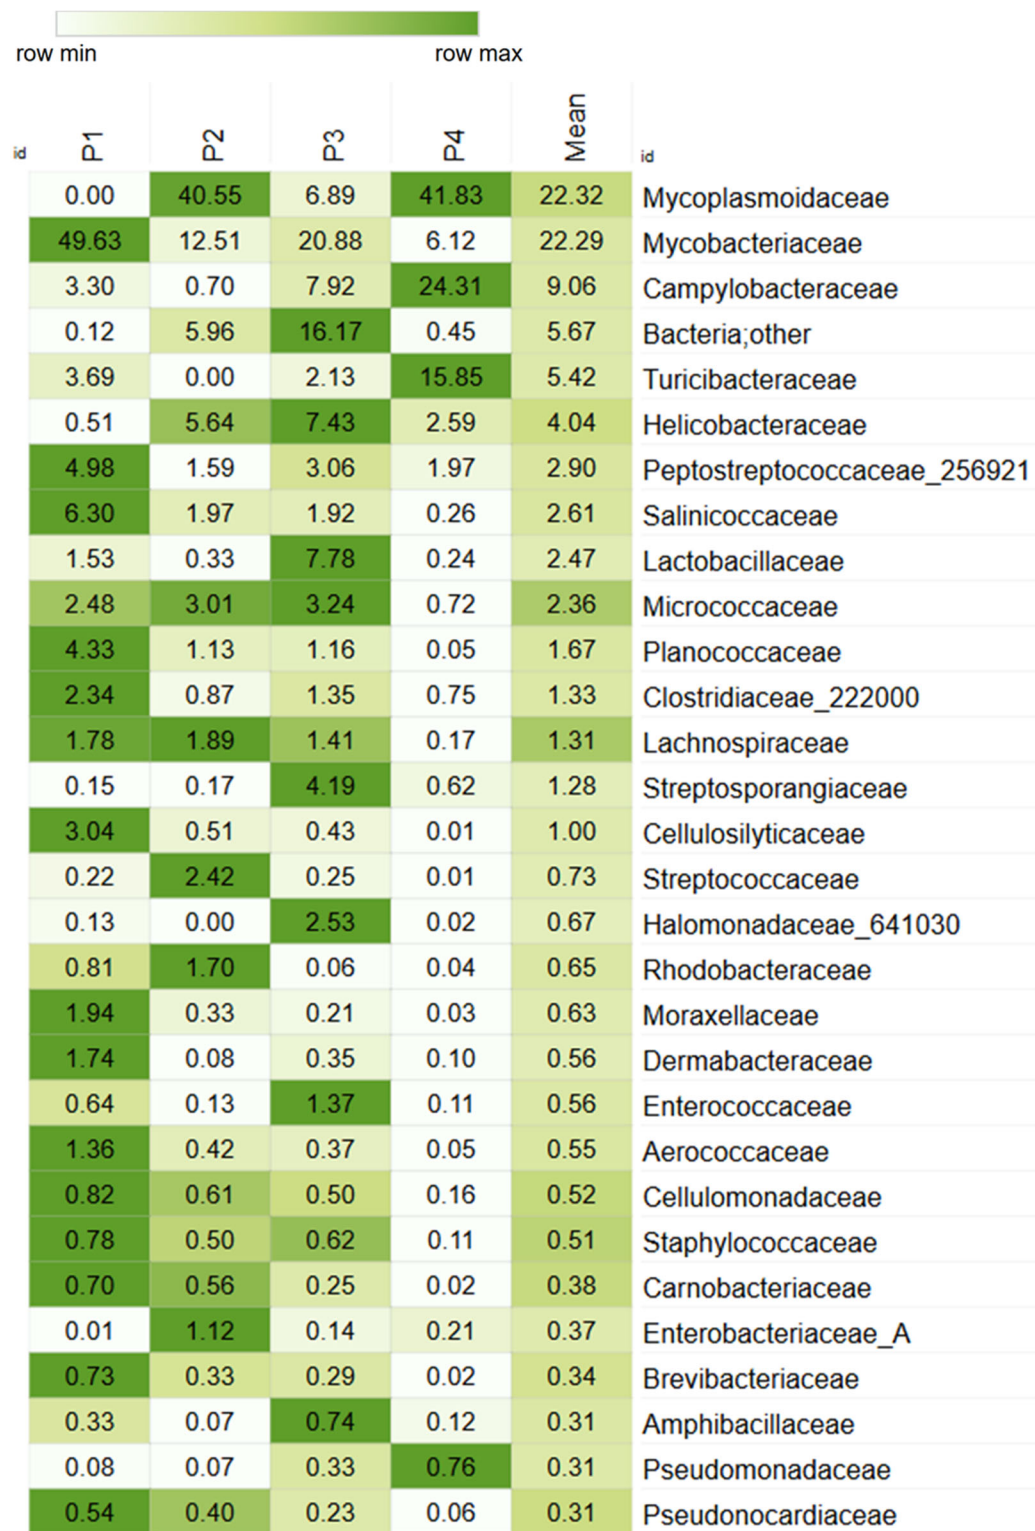 row min row max
id P1 P2 P3 P4 Mean id
0.00 40.55 6.89 41.83 22.32 Mycoplasmoidaceae
49.63 12.51 20.88 6.12 22.29 Mycobacteriaceae
3.30 0.70 7.92 24.31 9.06 Campylobacteraceae
0.12 5.96 16.17 0.45 5.67 Bacteria;other
3.69 0.00 2.13 15.85 5.42 Turicibacteraceae
0.51 5.64 7.43 2.59 4.04 Helicobacteraceae
4.98 1.59 3.06 1.97 2.90 Peptostreptococcaceae_256921
6.30 1.97 1.92 0.26 2.61 Salinicoccaceae
1.53 0.33 7.78 0.24 2.47 Lactobacillaceae
2.48 3.01 3.24 0.72 2.36 Micrococcaceae
4.33 1.13 1.16 0.05 1.67 Planococcaceae
2.34 0.87 1.35 0.75 1.33 Clostridiaceae_222000
1.78 1.89 1.41 0.17 1.31 Lachnospiraceae
0.15 0.17 4.19 0.62 1.28 Streptosporangiaceae
3.04 0.51 0.43 0.01 1.00 Cellulosilyticaceae
0.22 2.42 0.25 0.01 0.73 Streptococcaceae
0.13 0.00 2.53 0.02 0.67 Halomonadaceae_641030
0.81 1.70 0.06 0.04 0.65 Rhodobacteraceae
1.94 0.33 0.21 0.03 0.63 Moraxellaceae
1.74 0.08 0.35 0.10 0.56 Dermabacteraceae
0.64 0.13 1.37 0.11 0.56 Enterococcaceae
1.36 0.42 0.37 0.05 0.55 Aerococcaceae
0.82 0.61 0.50 0.16 0.52 Cellulomonadaceae
0.78 0.50 0.62 0.11 0.51 Staphylococcaceae
0.70 0.56 0.25 0.02 0.38 Carnobacteriaceae
0.01 1.12 0.14 0.21 0.37 Enterobacteriaceae_A
0.73 0.33 0.29 0.02 0.34 Brevibacteriaceae
0.33 0.07 0.74 0.12 0.31 Amphibacillaceae
0.08 0.07 0.33 0.76 0.31 Pseudomonadaceae
0.54 0.40 0.23 0.06 0.31 Pseudonocardiaceae